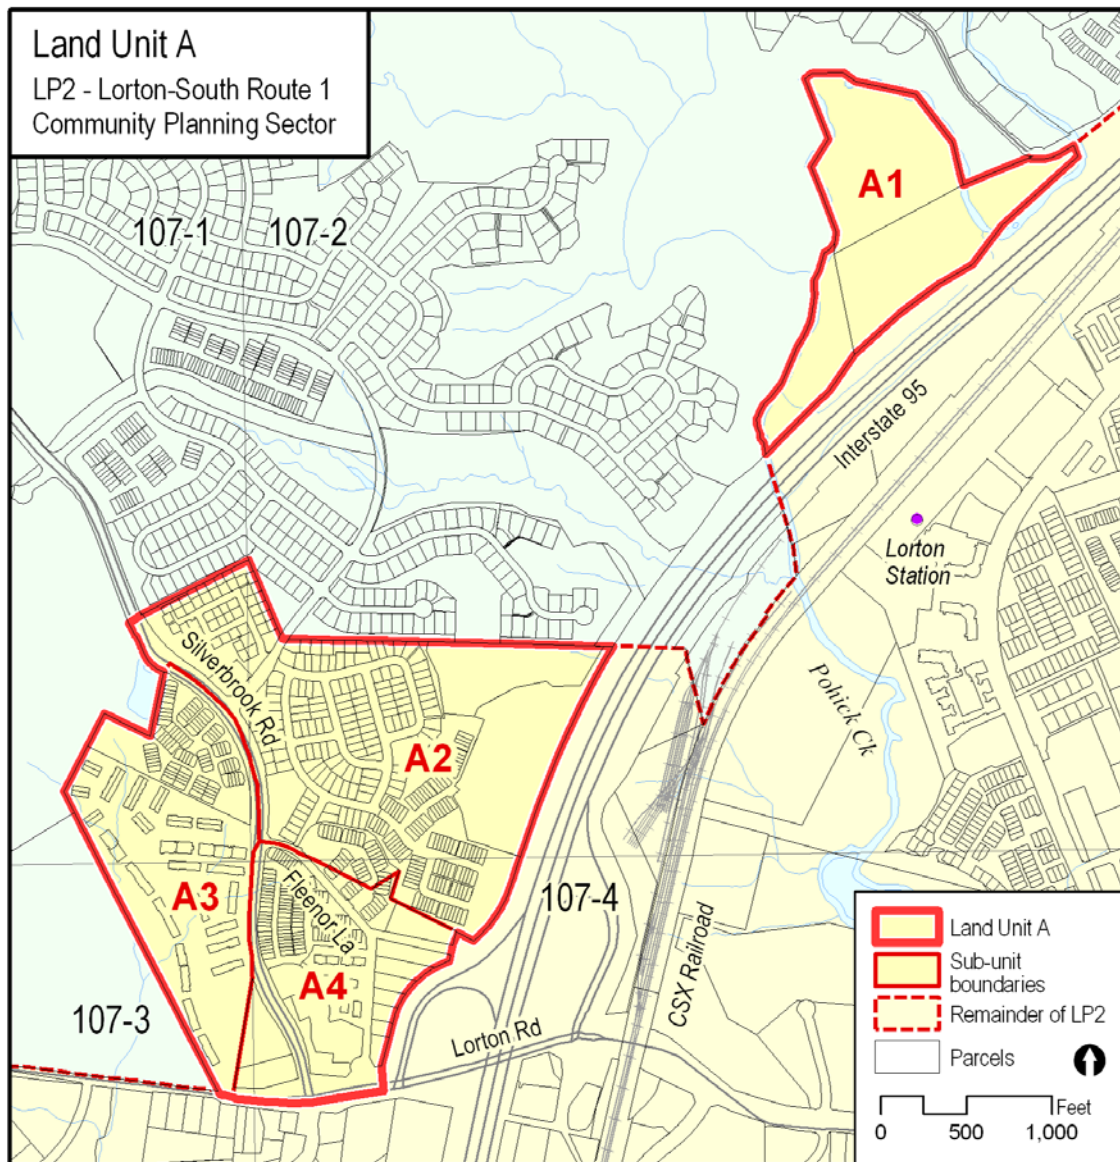 Land Unit A
LP2 - Lorton-South Route 1
Community Planning Sector
A1
107-1
107-2
Interstate 95
Lorton
Station
Silverbrook Rd
Pohick Ck
A2
A3
Fleenor La
107-4
A4
CSX Railroad
107-3
Lorton Rd
Land Unit A
Sub-unit
boundaries
Remainder of LP2
Parcels
Feet
0 500 1,000